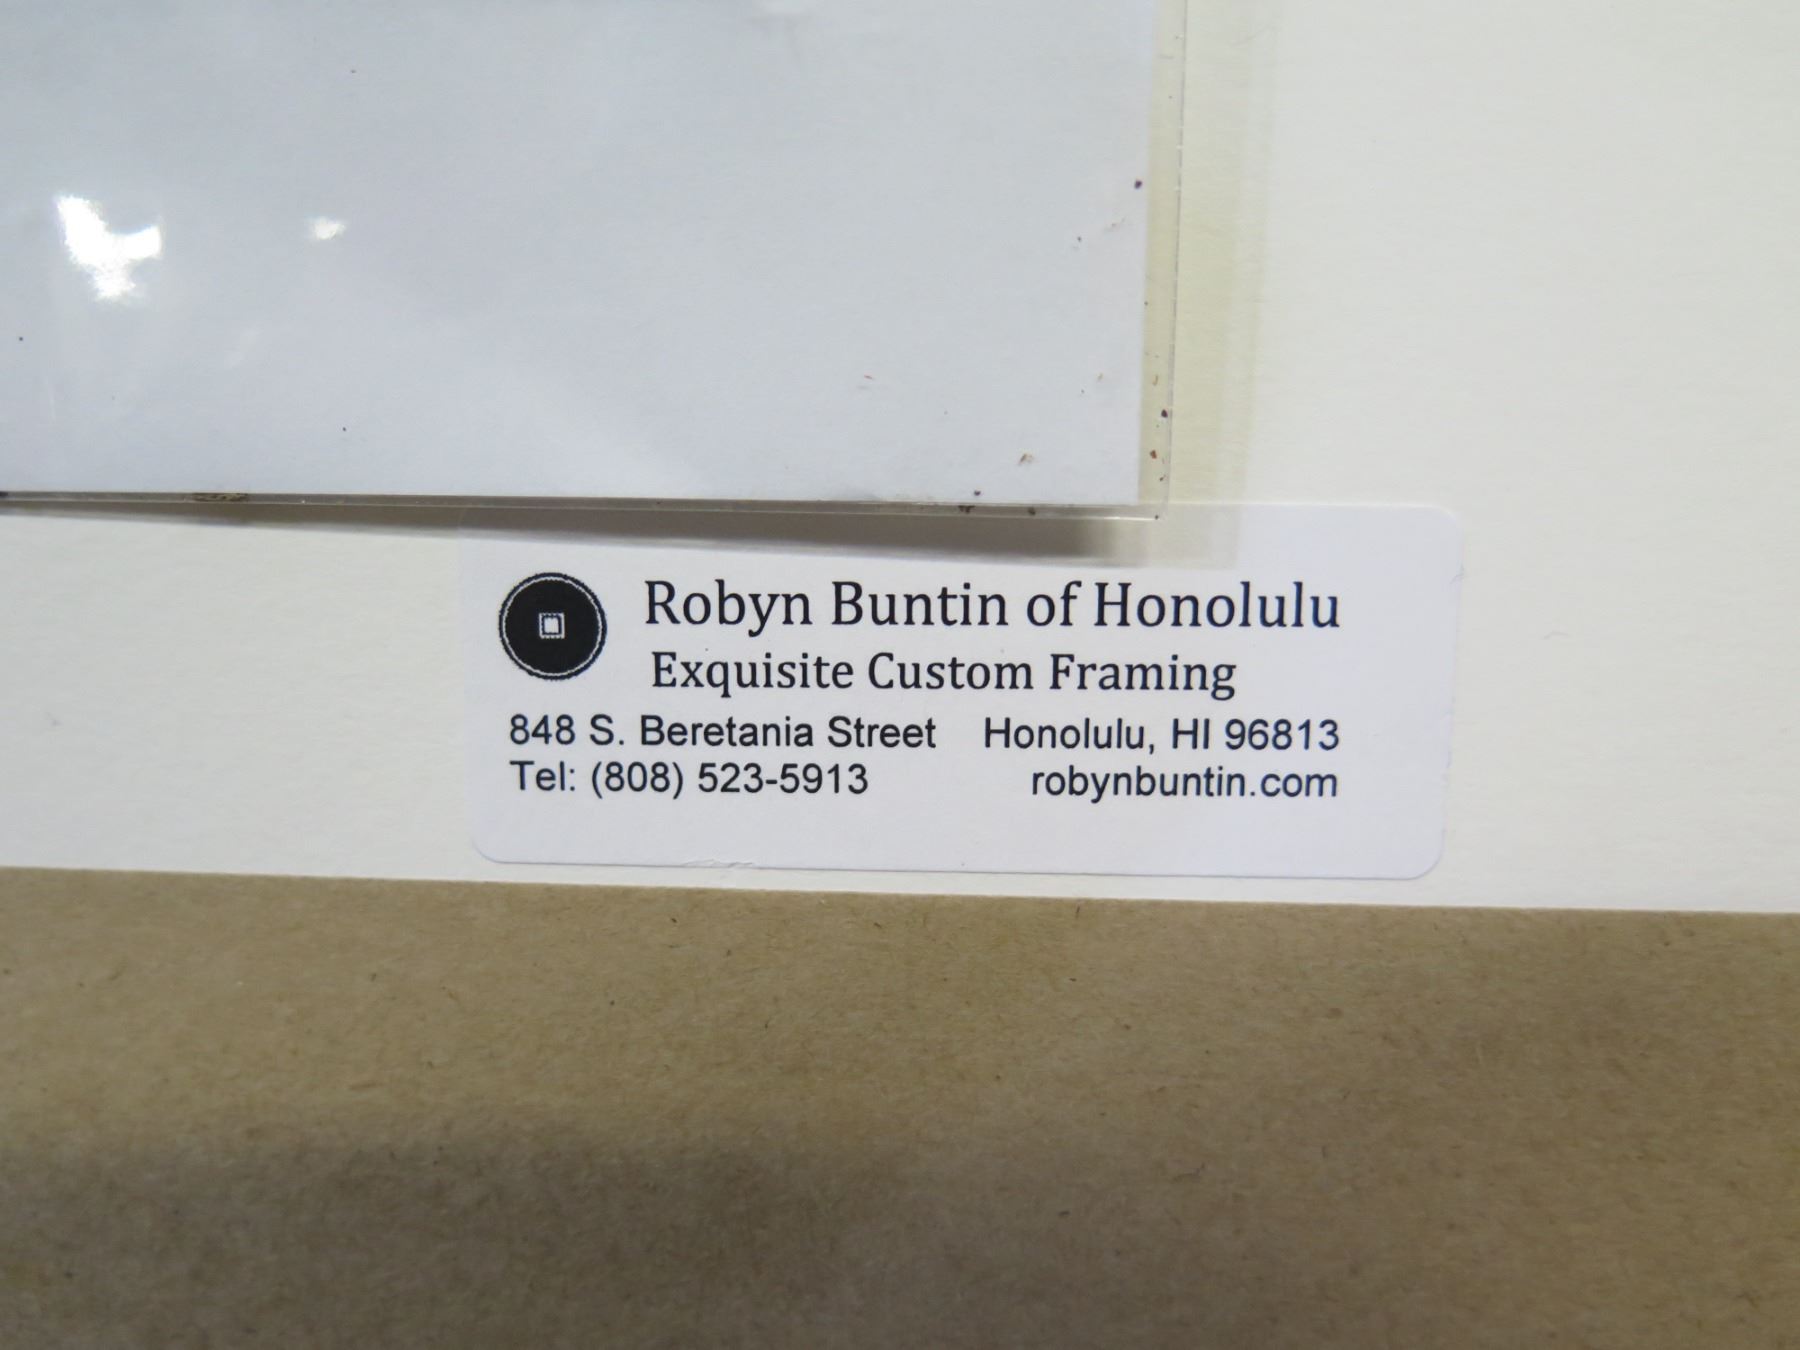 Robyn Buntin of Honolulu
Exquisite Custom Framing
848 S. Beretania Street Honolulu, HI 96813
Tel: (808) 523-5913 robynbuntin.com